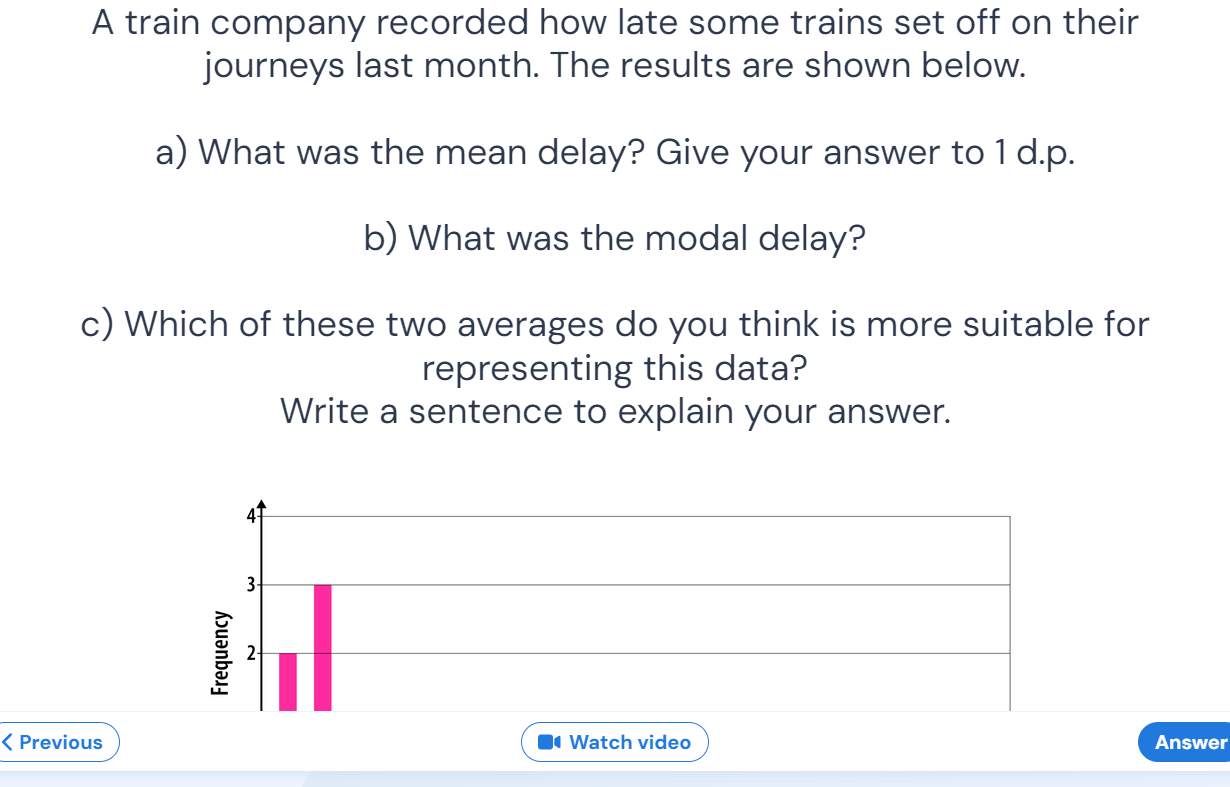 A train company recorded how late some trains set off on their
journeys last month. The results are shown below.
a) What was the mean delay? Give your answer to 1 d.p.
b) What was the modal delay?
c) Which of these two averages do you think is more suitable for
representing this data?
Write a sentence to explain your answer.
4
3
Frequency
2
Previous
Watch video
Answer